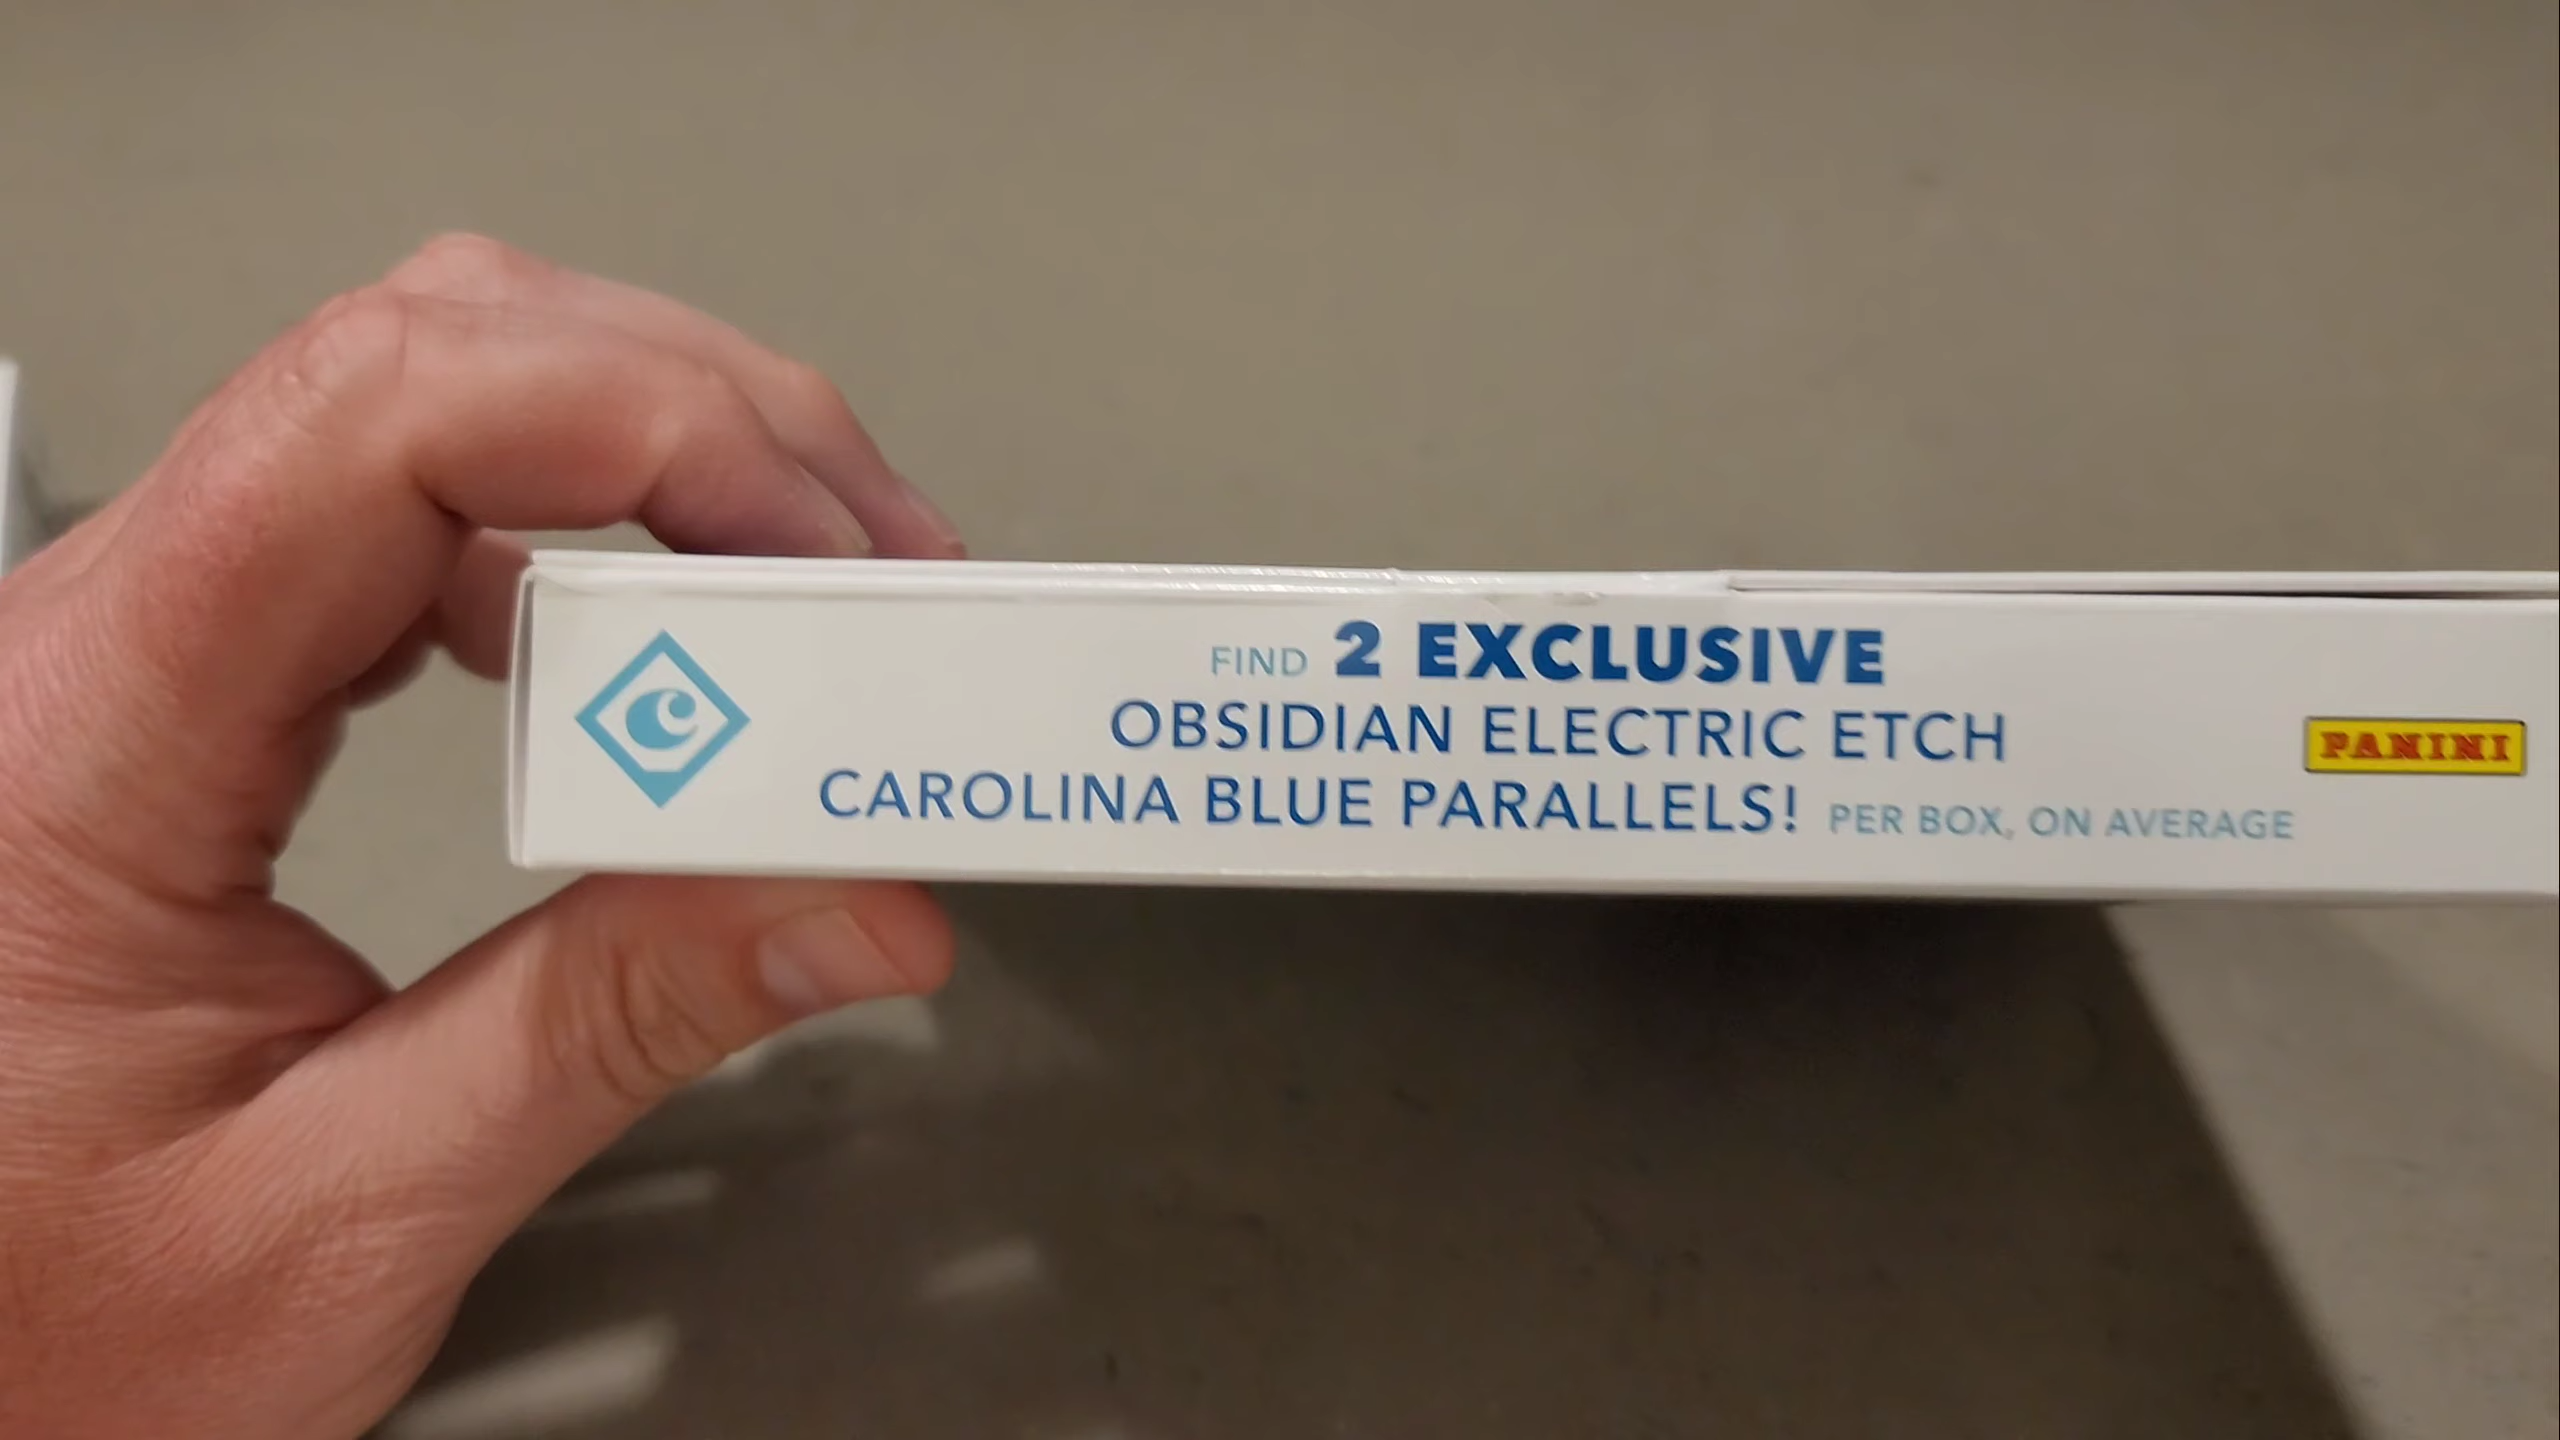 FIND 2 EXCLUSIVE
OBSIDIAN ELECTRIC ETCH
CAROLINA BLUE PARALLELS! PER BOX, ON AVERAGE
C
PANINI